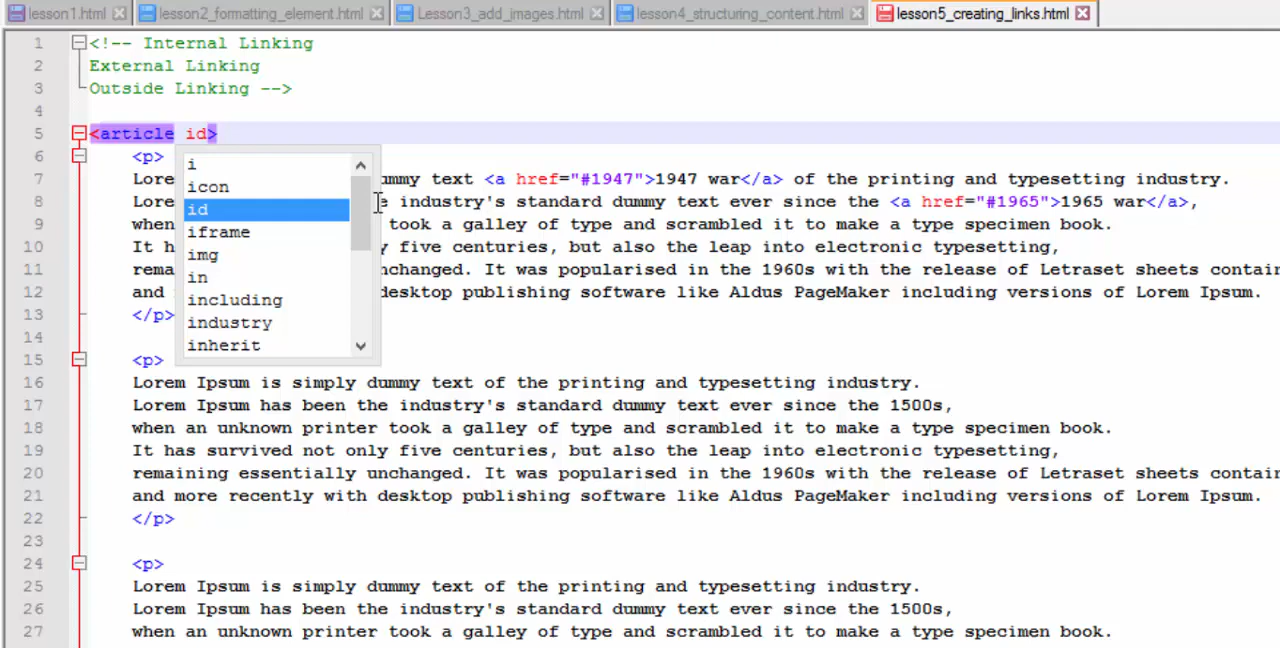 lesson1.html lesson2_formatting_element.html Lesson3_add_images.html lesson4_structuring_content.html lesson5_creating_links.html
1 <!-- Internal Linking
2 External Linking
3 Outside Linking -->
4
5 <article id>
6 <p>
i
icon
id
iframe
img
in
including
industry
inherit
7 Lore ummy text <a href="#1947">1947 war</a> of the printing and typesetting industry.
8 Lore e industry's standard dummy text ever since the <a href="#1965">1965 war</a>,
9 when took a galley of type and scrambled it to make a type specimen book.
10 It h y five centuries, but also the leap into electronic typesetting,
11 rema nchanged. It was popularised in the 1960s with the release of Letraset sheets contain
12 and desktop publishing software like Aldus PageMaker including versions of Lorem Ipsum.
13 </p>
14
15 <p>
16 Lorem Ipsum is simply dummy text of the printing and typesetting industry.
17 Lorem Ipsum has been the industry's standard dummy text ever since the 1500s,
18 when an unknown printer took a galley of type and scrambled it to make a type specimen book.
19 It has survived not only five centuries, but also the leap into electronic typesetting,
20 remaining essentially unchanged. It was popularised in the 1960s with the release of Letraset sheets contain
21 and more recently with desktop publishing software like Aldus PageMaker including versions of Lorem Ipsum.
22 </p>
23
24 <p>
25 Lorem Ipsum is simply dummy text of the printing and typesetting industry.
26 Lorem Ipsum has been the industry's standard dummy text ever since the 1500s,
27 when an unknown printer took a galley of type and scrambled it to make a type specimen book.